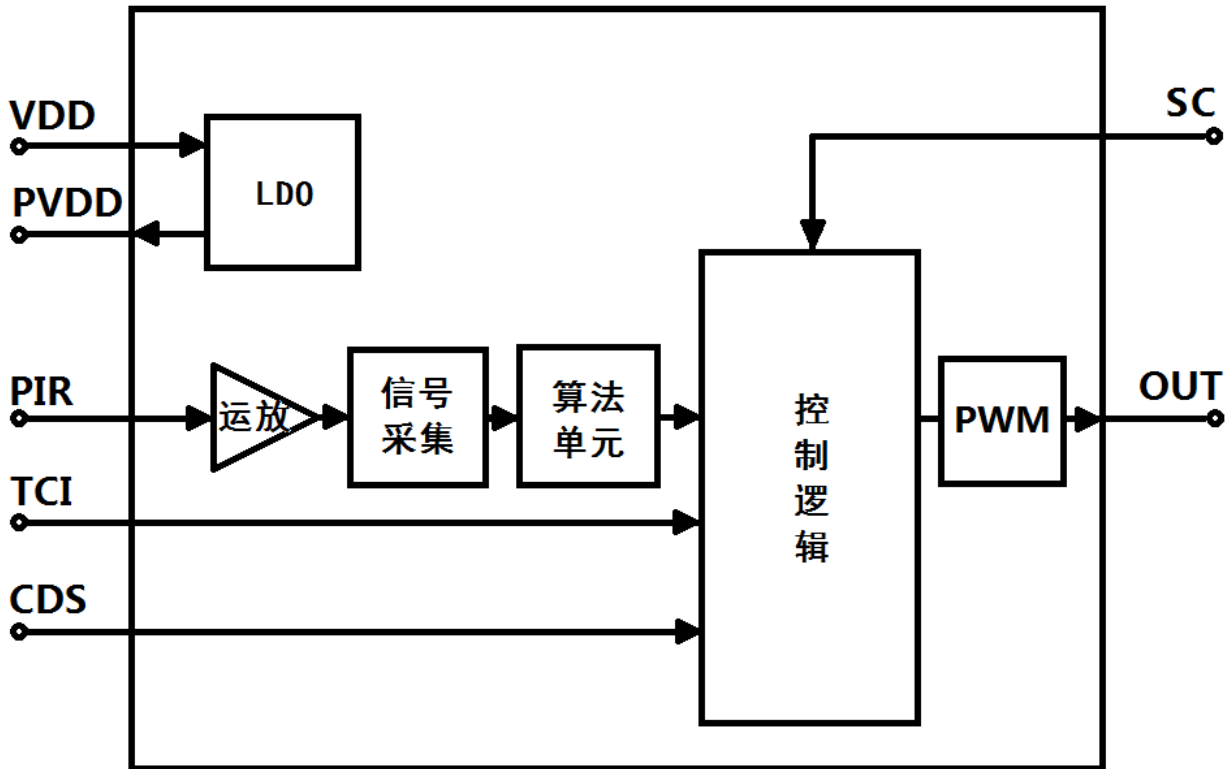 VDD
SC
LDO
PVDD
PIR
运放
信号
采集
算法
单元
控
制
逻
辑
PWM
OUT
TCI
CDS